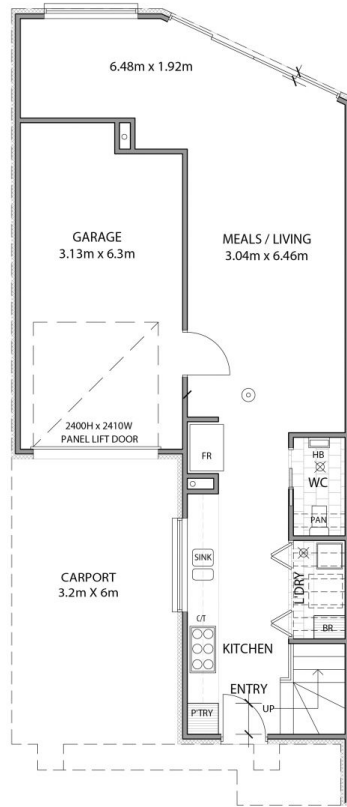 6.48m x 1.92m
GARAGE
3.13m x 6.3m
MEALS / LIVING
3.04m x 6.46m
2400H x 2410W
PANEL LIFT DOOR
FR
HB
WC
PAN
SINK
CARPORT
3.2m X 6m
L'DRY
C/T
BR
KITCHEN
ENTRY
UP
P'TRY